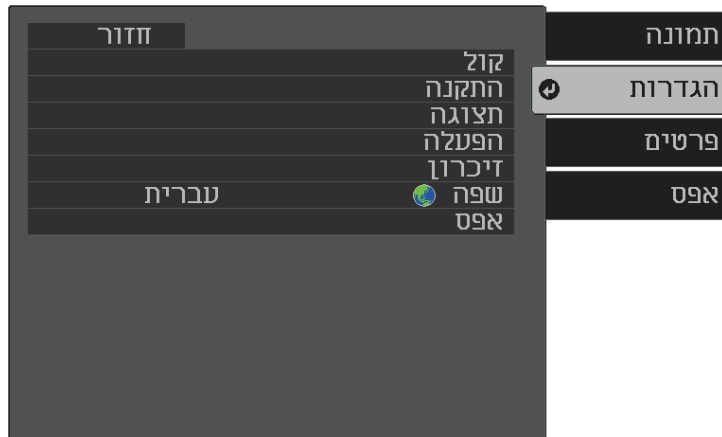 תמונה
הגדרות
פרטים
אפס
חזור
קול
התקנה
תצוגה
הפעלה
זיכרון
שפה עברית
אפס